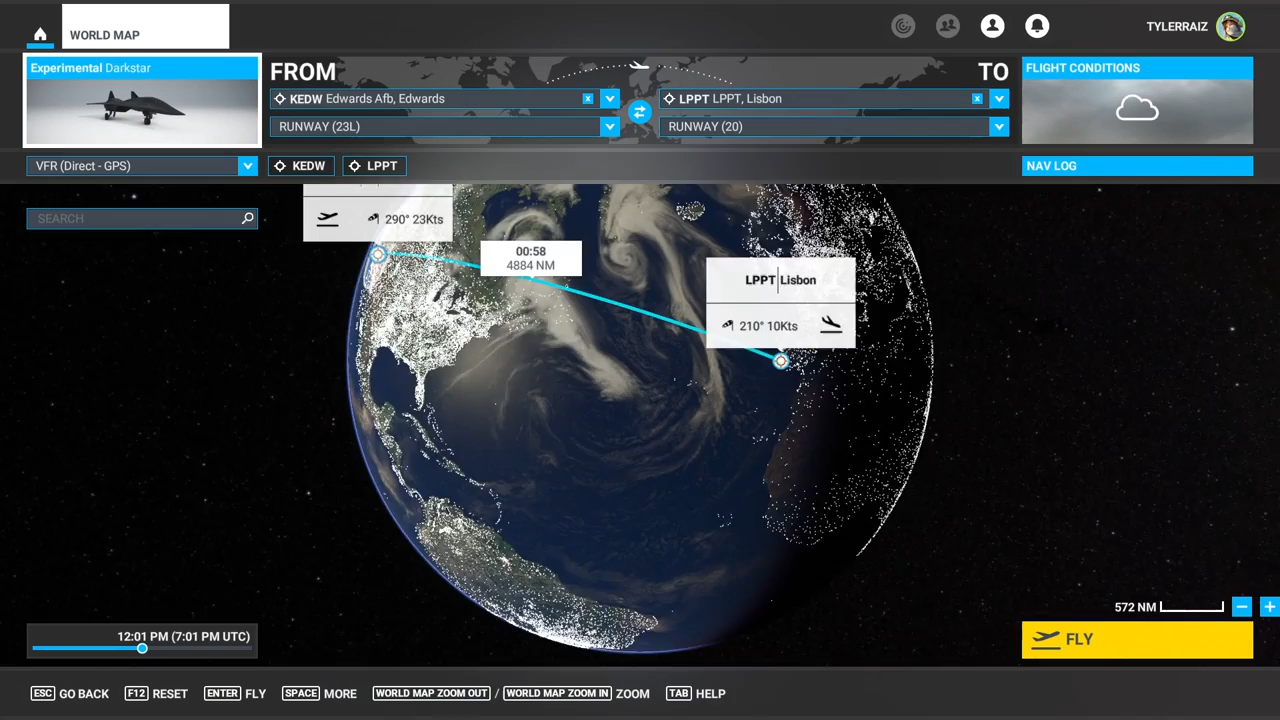 WORLD MAP
TYLERRAIZ
Experimental Darkstar
FROM
TO
KEDW Edwards Afb, Edwards
x
LPPT LPPT, Lisbon
x
RUNWAY (23L)
RUNWAY (20)
FLIGHT CONDITIONS
VFR (Direct - GPS)
KEDW
LPPT
NAV LOG
SEARCH
290° 23Kts
00:58
4884 NM
LPPT Lisbon
210° 10Kts
572 NM
12:01 PM (7:01 PM UTC)
FLY
ESC GO BACK F12 RESET ENTER FLY SPACE MORE WORLD MAP ZOOM OUT / WORLD MAP ZOOM IN ZOOM TAB HELP